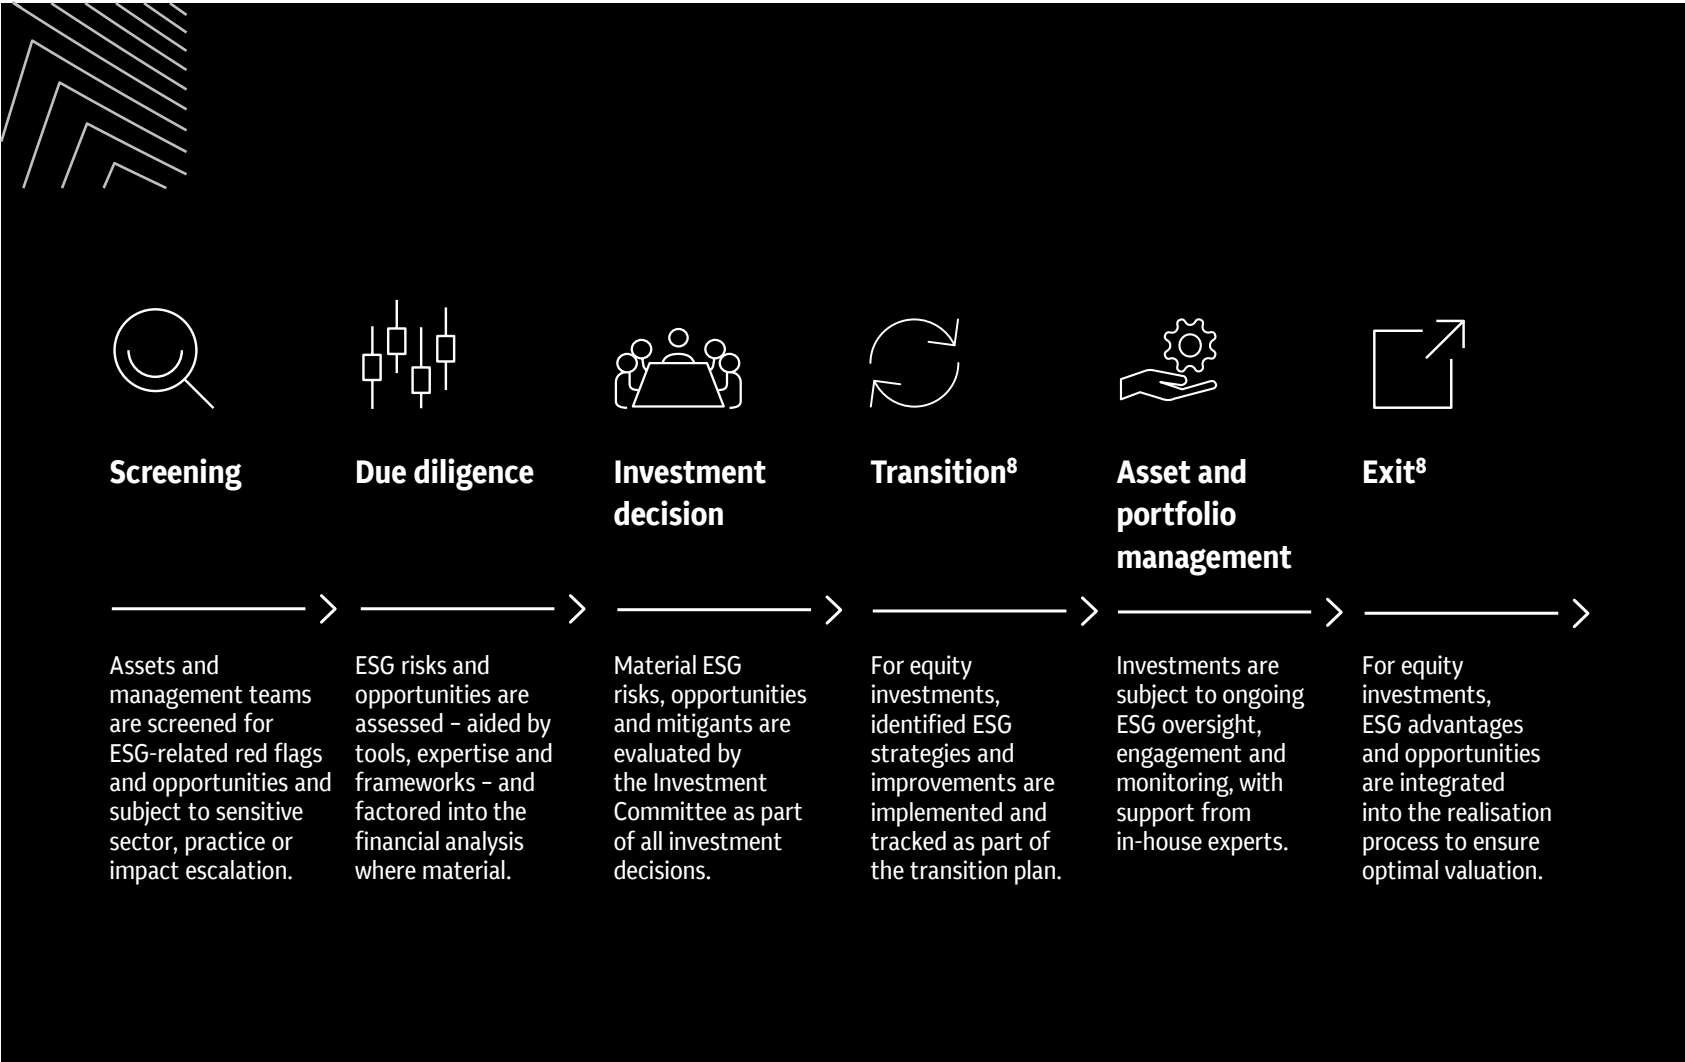 Screening
Assets and
management teams
are screened for
ESG-related red flags
and opportunities and
subject to sensitive
sector, practice or
impact escalation.
Due diligence
ESG risks and
opportunities are
assessed – aided by
tools, expertise and
frameworks – and
factored into the
financial analysis
where material.
Investment
decision
Material ESG
risks, opportunities
and mitigants are
evaluated by
the Investment
Committee as part
of all investment
decisions.
Transition⁸
For equity
investments,
identified ESG
strategies and
improvements are
implemented and
tracked as part of
the transition plan.
Asset and
portfolio
management
Investments are
subject to ongoing
ESG oversight,
engagement and
monitoring, with
support from
in-house experts.
Exit⁸
For equity
investments,
ESG advantages
and opportunities
are integrated
into the realisation
process to ensure
optimal valuation.